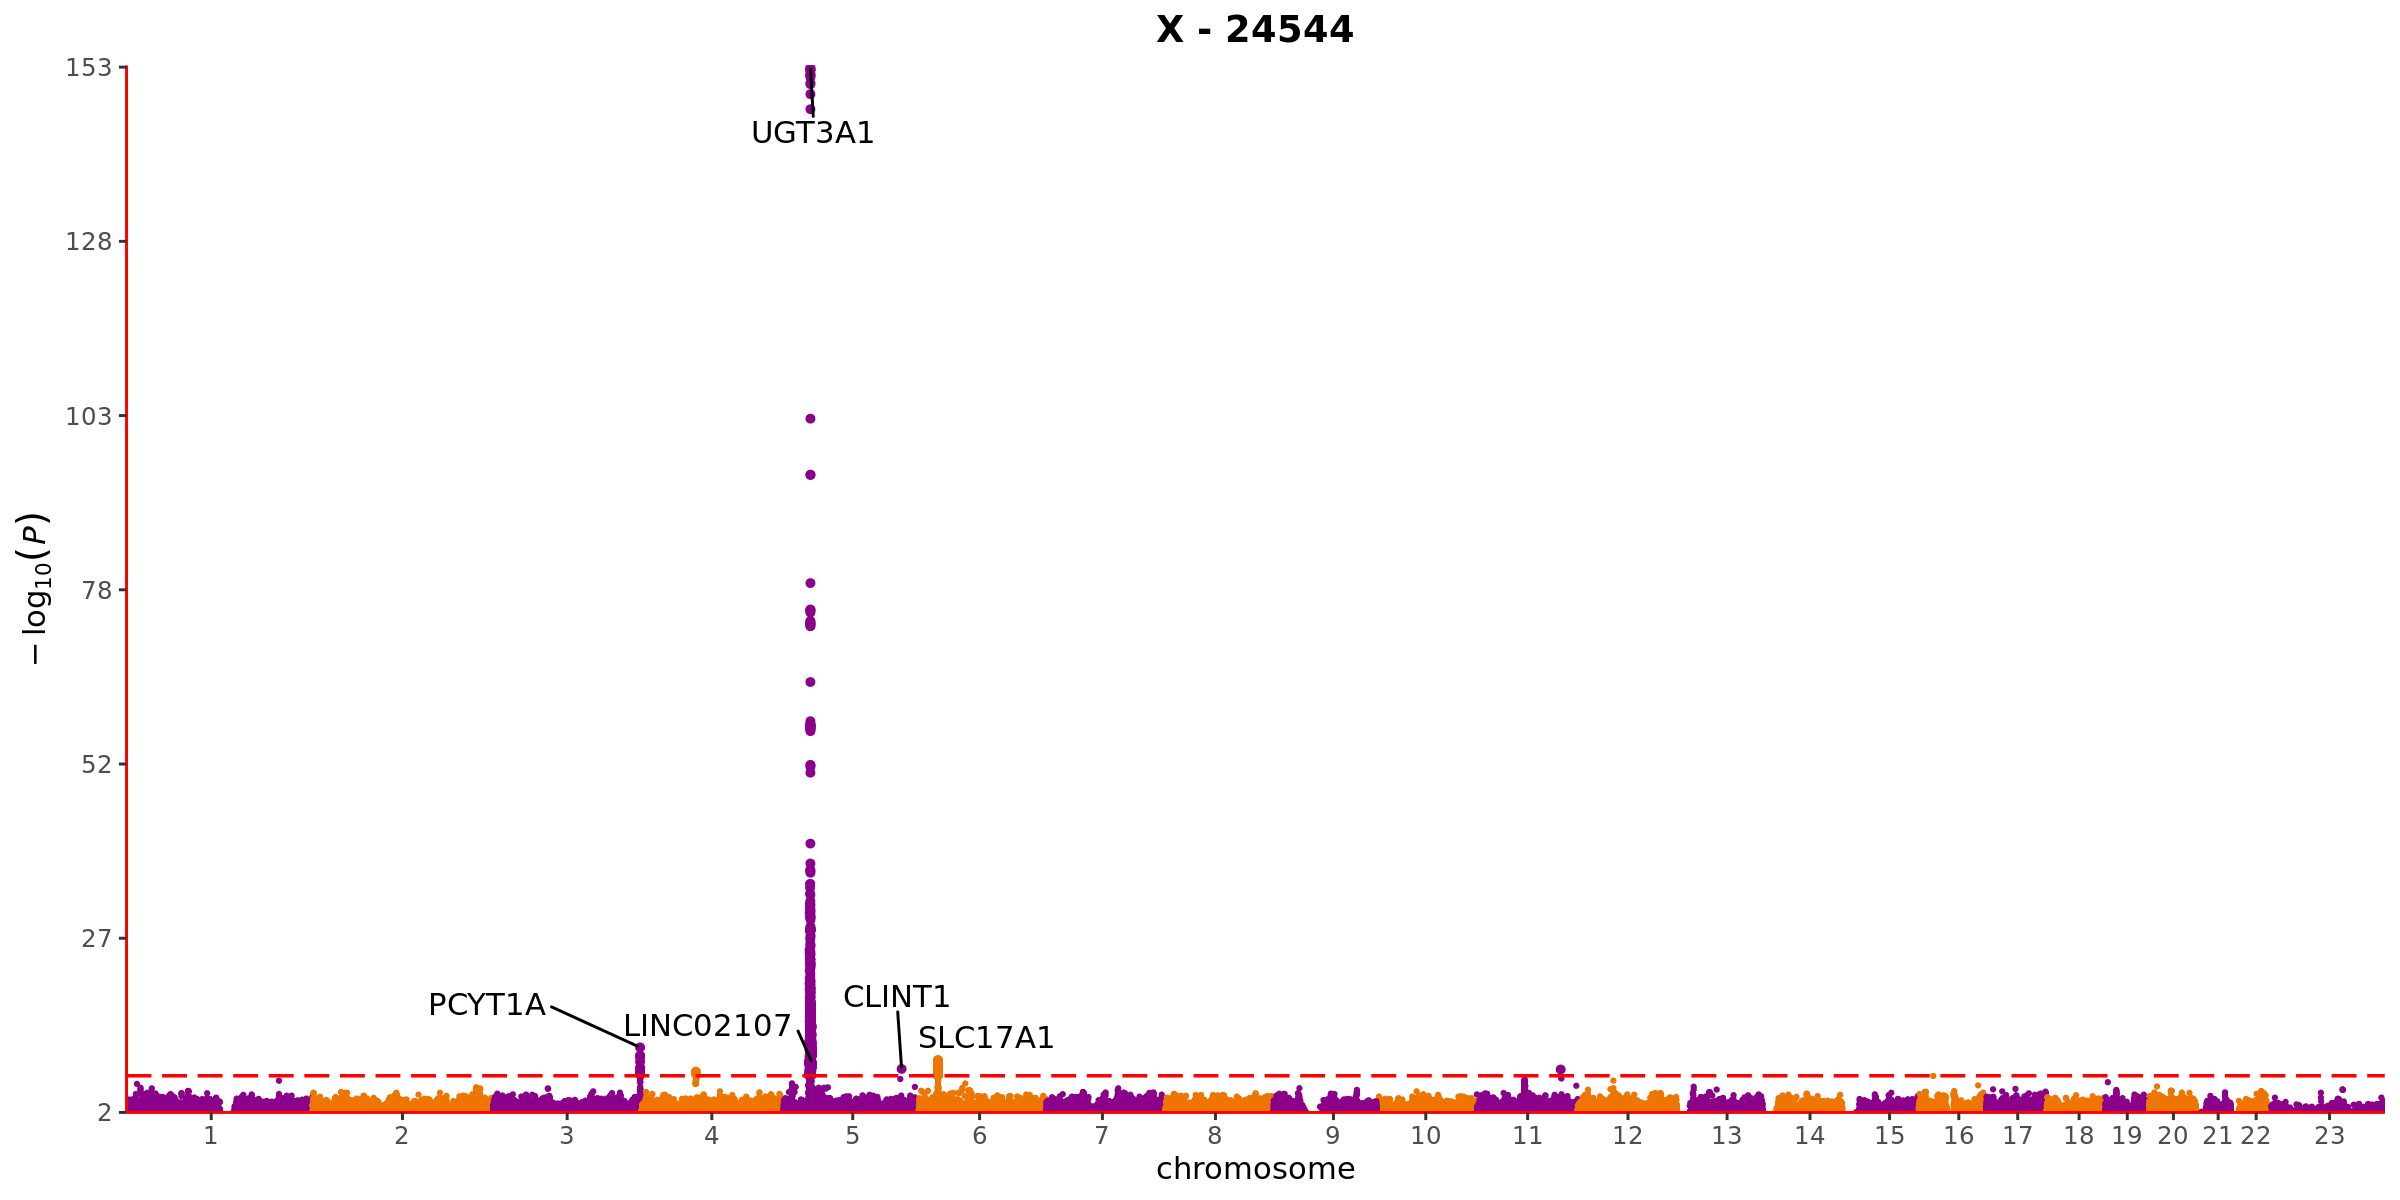 X - 24544
153
UGT3A1
128
103
78
52
27
2
− log10(P)
PCYT1A
LINC02107
CLINT1
SLC17A1
1 2 3 4 5 6 7 8 9 10 11 12 13 14 15 16 17 18 19 20 21 22 23
chromosome